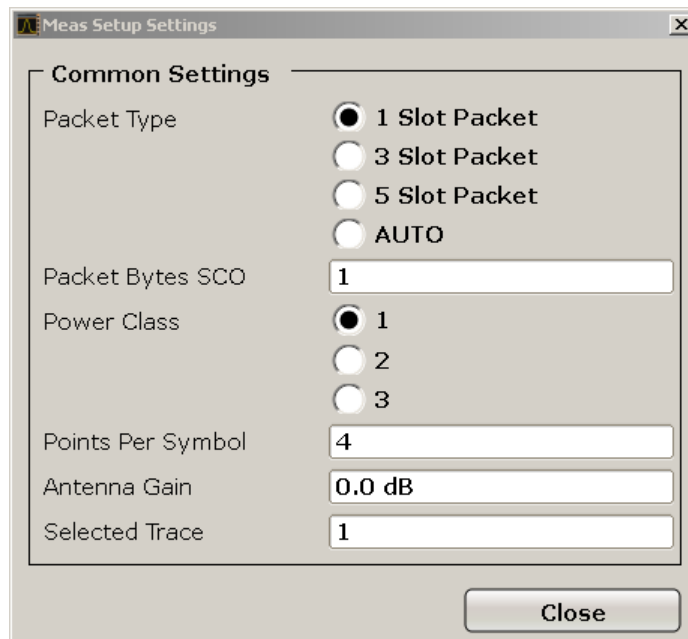 Meas Setup Settings
Common Settings
Packet Type
1 Slot Packet
3 Slot Packet
5 Slot Packet
AUTO
Packet Bytes SCO
1
Power Class
1
2
3
Points Per Symbol
4
Antenna Gain
0.0 dB
Selected Trace
1
Close